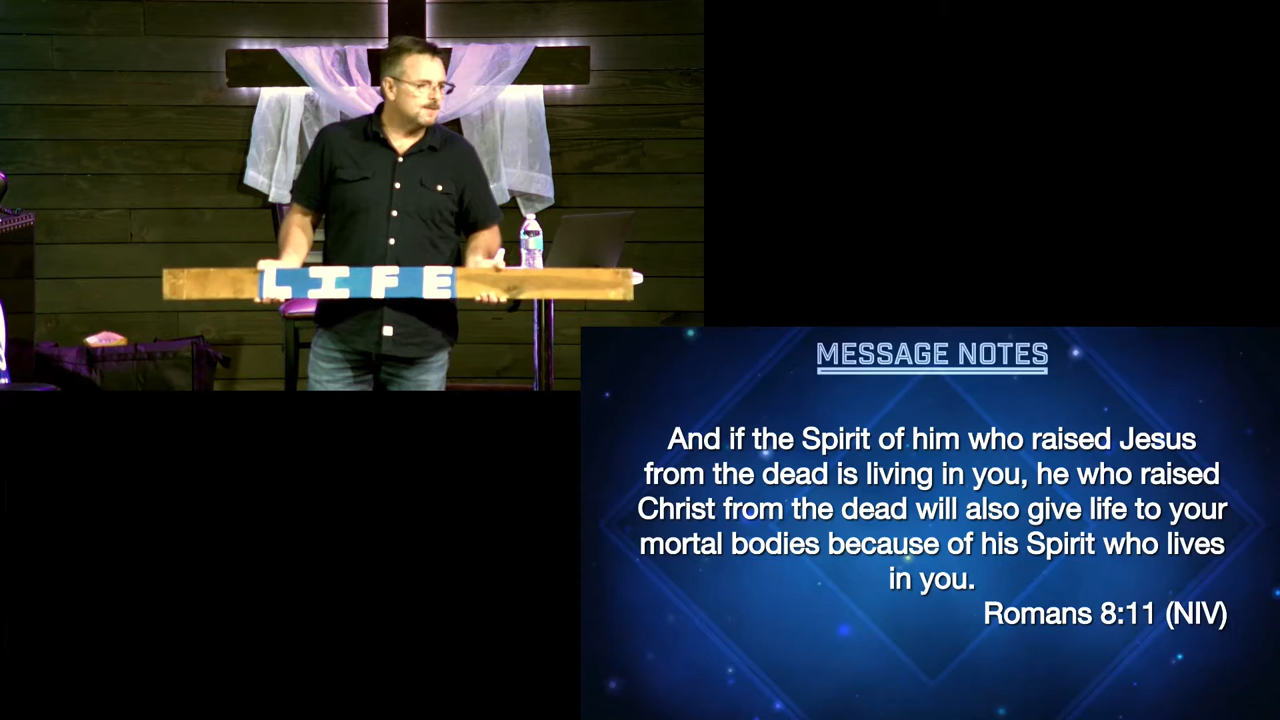 LIFE
MESSAGE NOTES
And if the Spirit of him who raised Jesus
from the dead is living in you, he who raised
Christ from the dead will also give life to your
mortal bodies because of his Spirit who lives
in you.
Romans 8:11 (NIV)